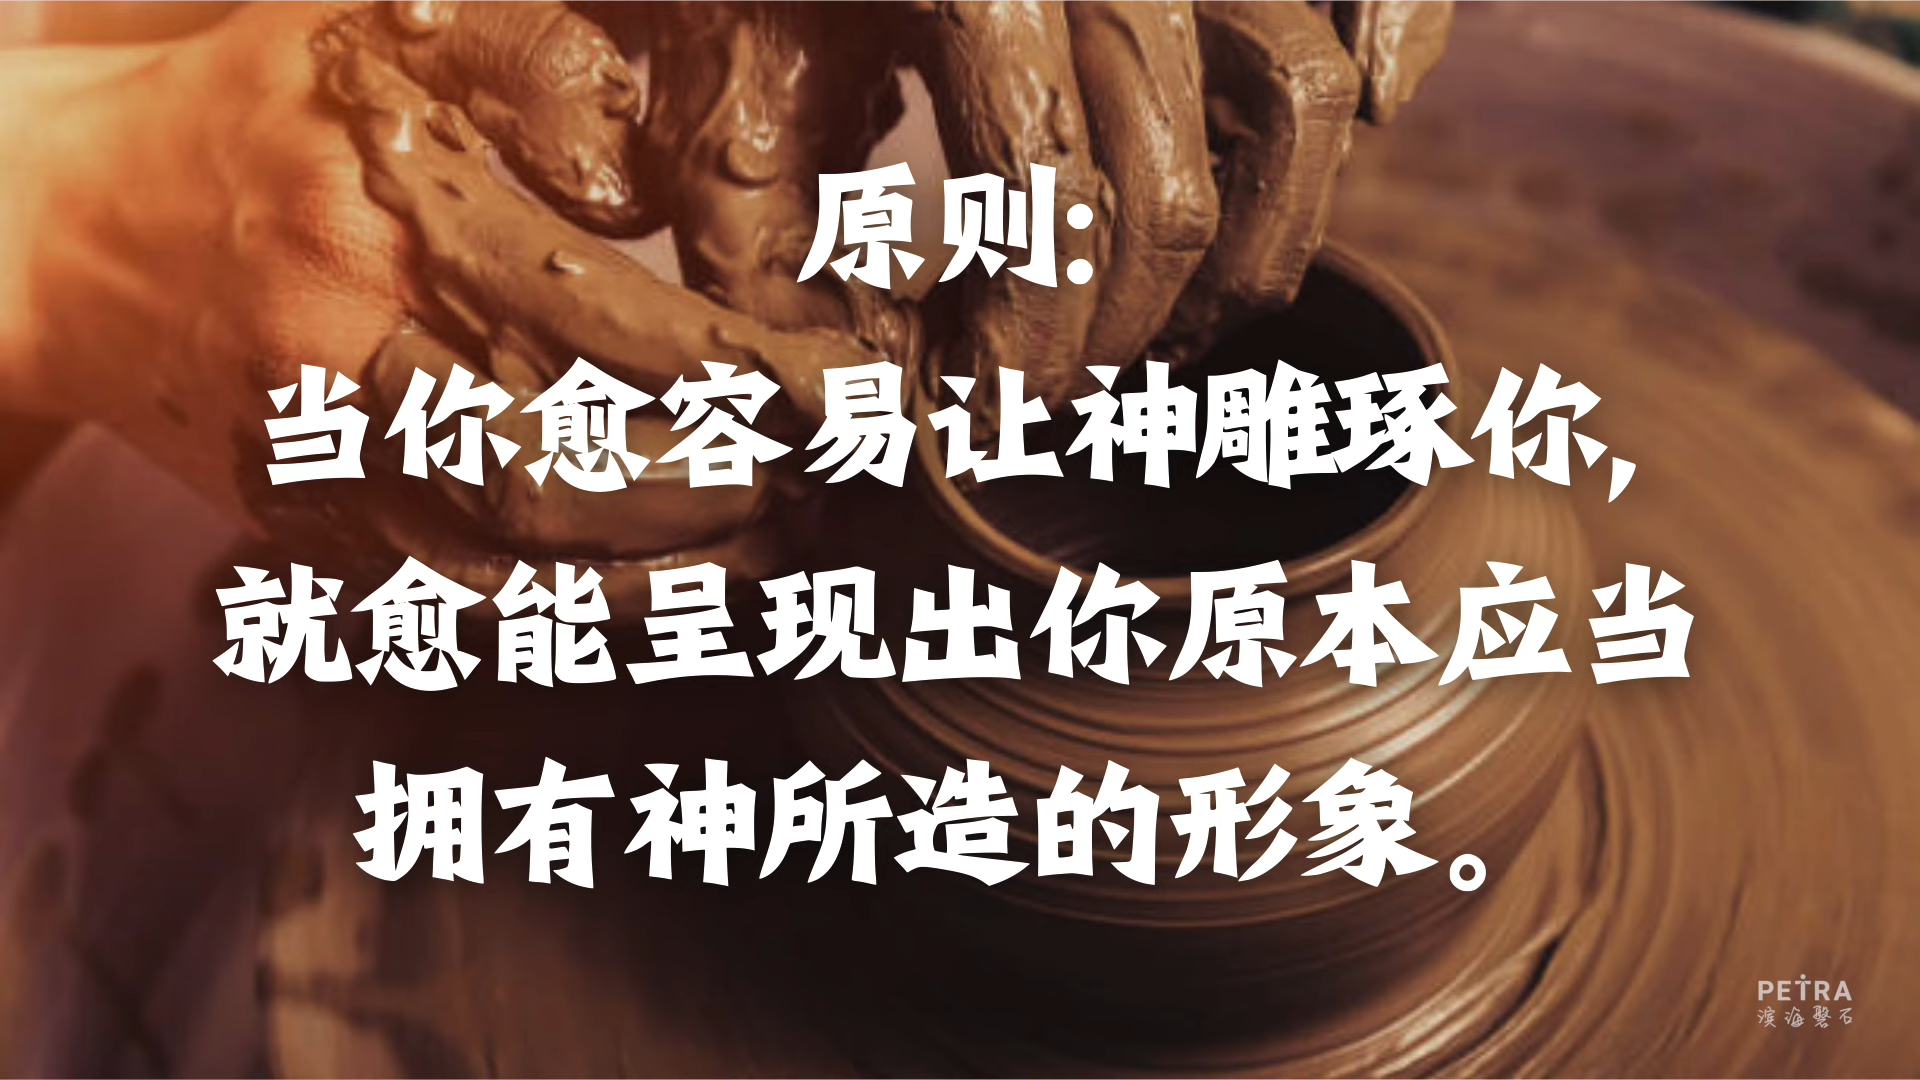 原则:
当你愈容易让神雕琢你,
就愈能呈现出你原本应当
拥有神所造的形象。
PETRA
滨海磐石